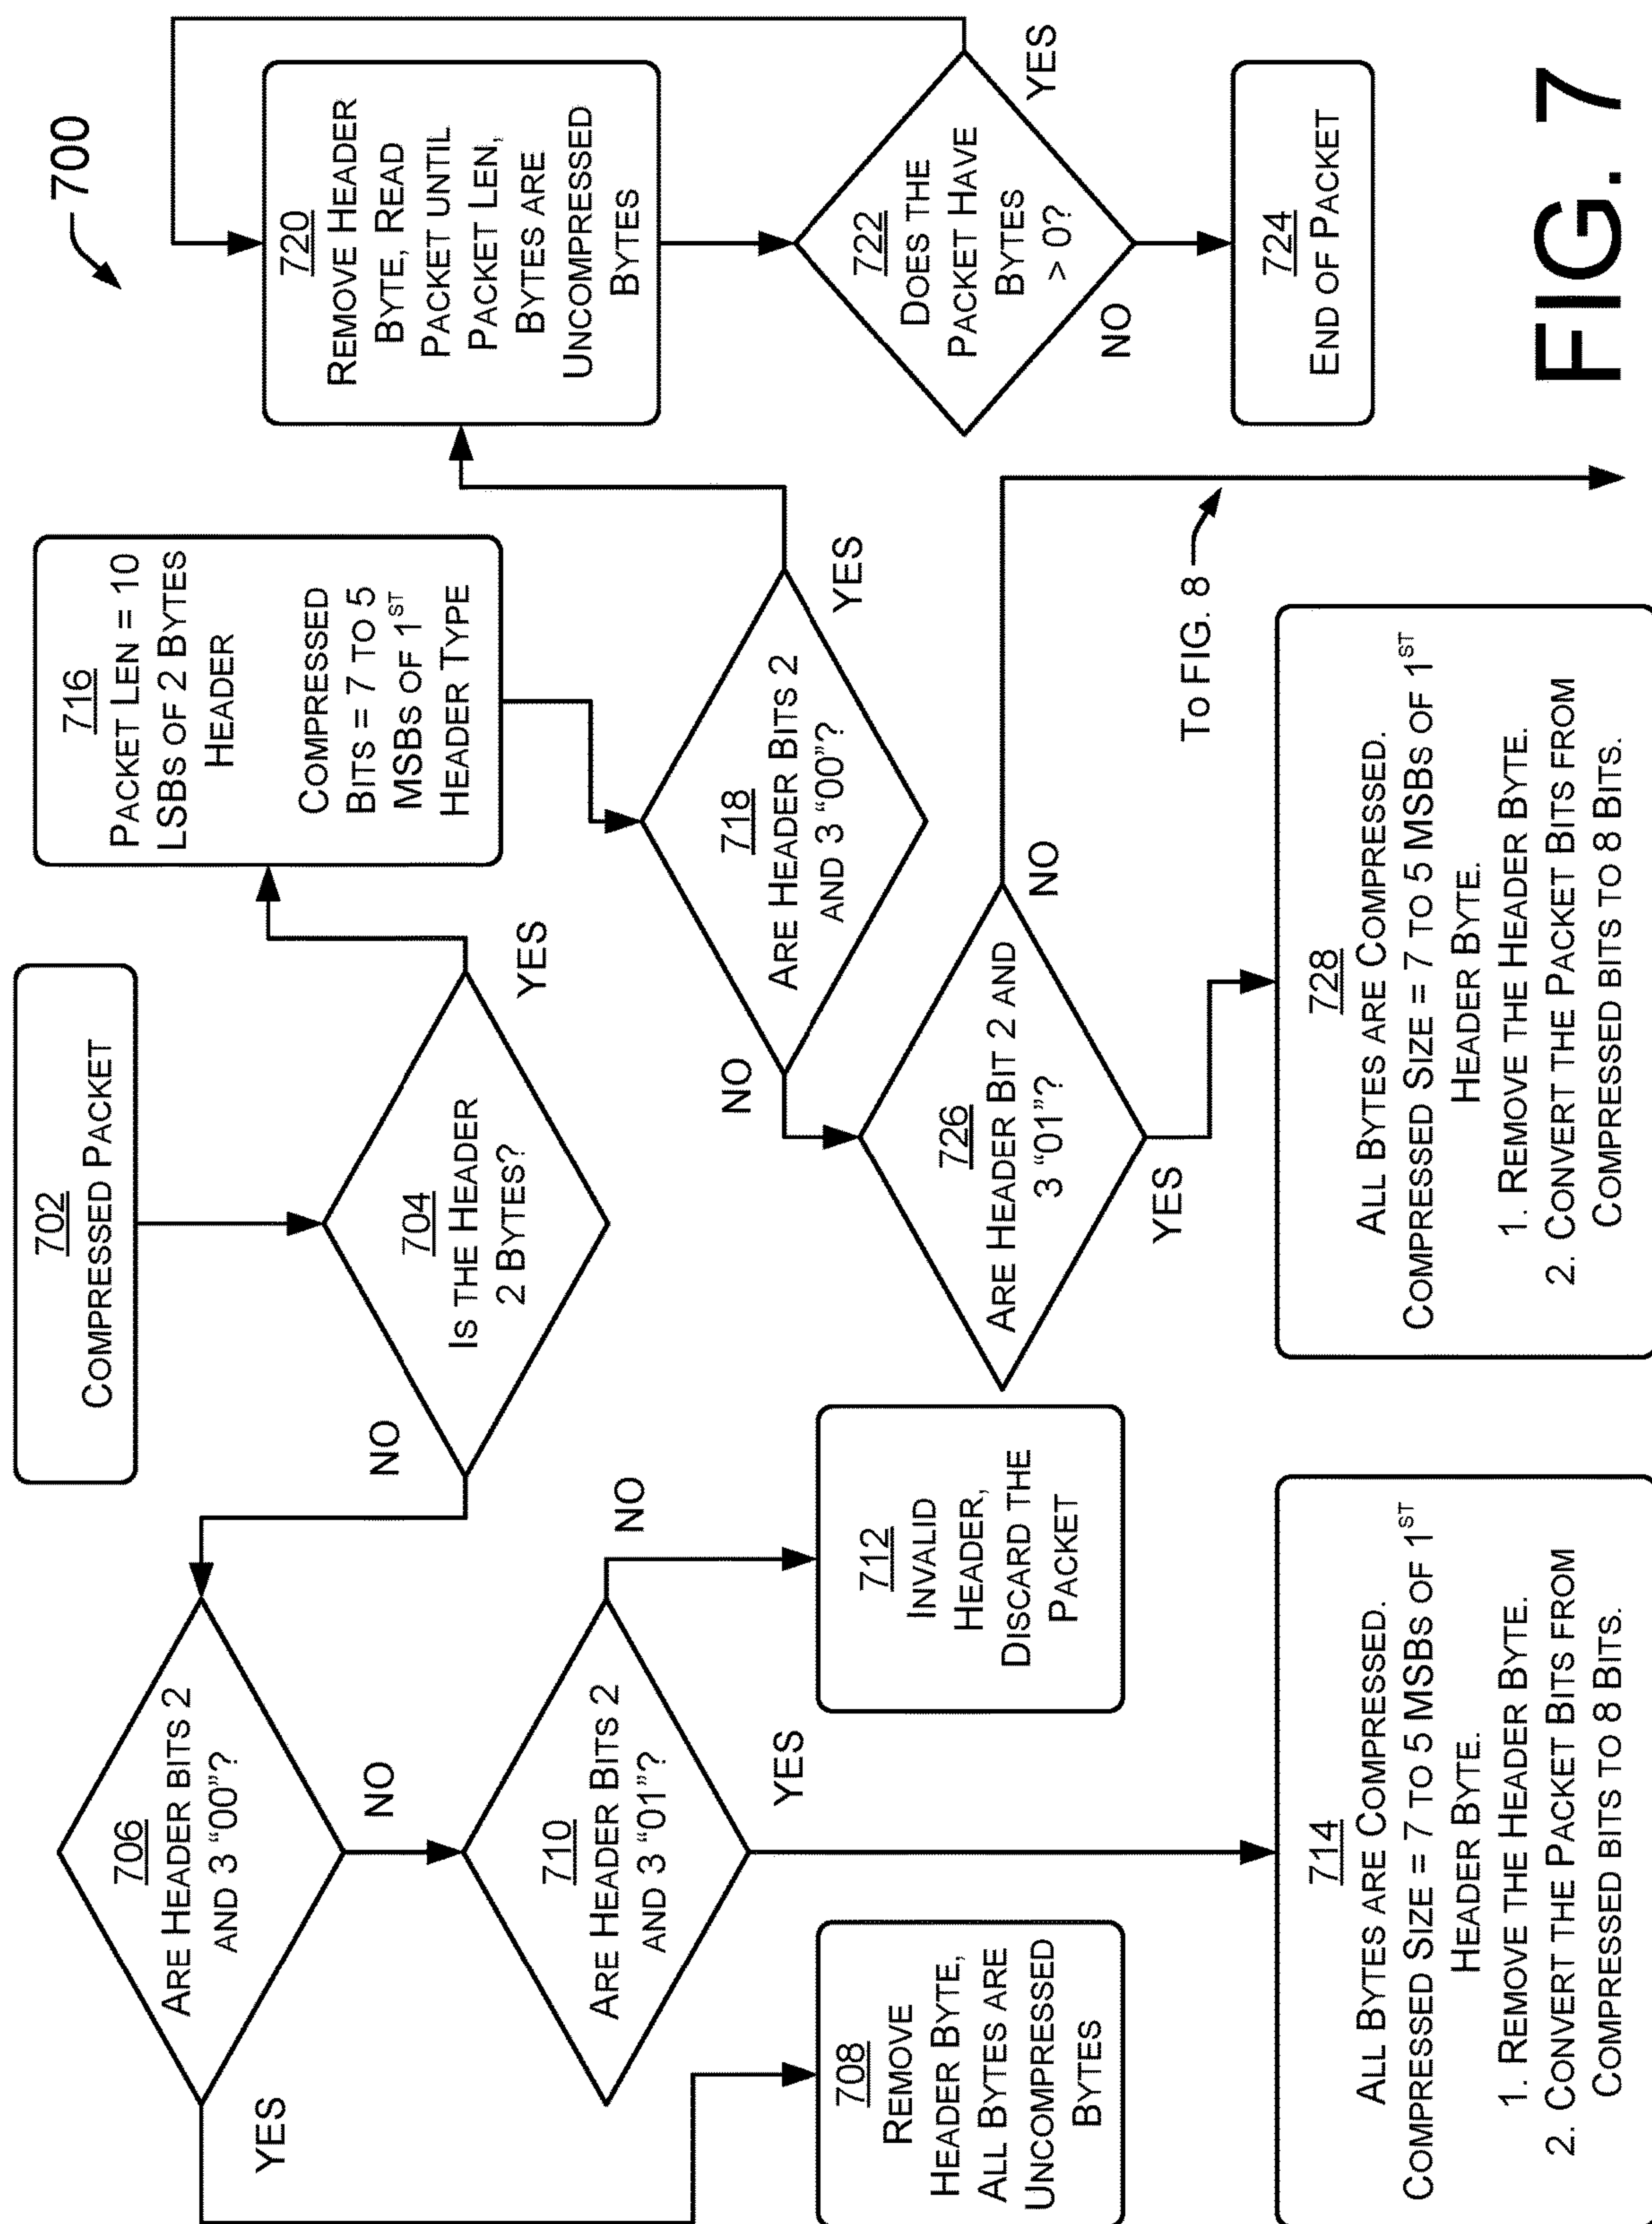 700
702
COMPRESSED PACKET
704
IS THE HEADER
2 BYTES?
NO
YES
706
ARE HEADER BITS 2
AND 3 “00”?
YES
NO
708
REMOVE
HEADER BYTE,
ALL BYTES ARE
UNCOMPRESSED
BYTES
710
ARE HEADER BITS 2
AND 3 “01”?
NO
YES
712
INVALID
HEADER,
DISCARD THE
PACKET
714
ALL BYTES ARE COMPRESSED.
COMPRESSED SIZE = 7 TO 5 MSBS OF 1ST
HEADER BYTE.
1. REMOVE THE HEADER BYTE.
2. CONVERT THE PACKET BITS FROM
COMPRESSED BITS TO 8 BITS.
716
PACKET LEN = 10
LSBS OF 2 BYTES
HEADER
COMPRESSED
BITS = 7 TO 5
MSBS OF 1ST
HEADER TYPE
718
ARE HEADER BITS 2
AND 3 “00”?
YES
NO
720
REMOVE HEADER
BYTE, READ
PACKET UNTIL
PACKET LEN,
BYTES ARE
UNCOMPRESSED
BYTES
722
DOES THE
PACKET HAVE
BYTES
> 0?
YES
NO
724
END OF PACKET
726
ARE HEADER BIT 2 AND
3 “01”?
NO
YES
TO FIG. 8
728
ALL BYTES ARE COMPRESSED.
COMPRESSED SIZE = 7 TO 5 MSBS OF 1ST
HEADER BYTE.
1. REMOVE THE HEADER BYTE.
2. CONVERT THE PACKET BITS FROM
COMPRESSED BITS TO 8 BITS.
FIG. 7